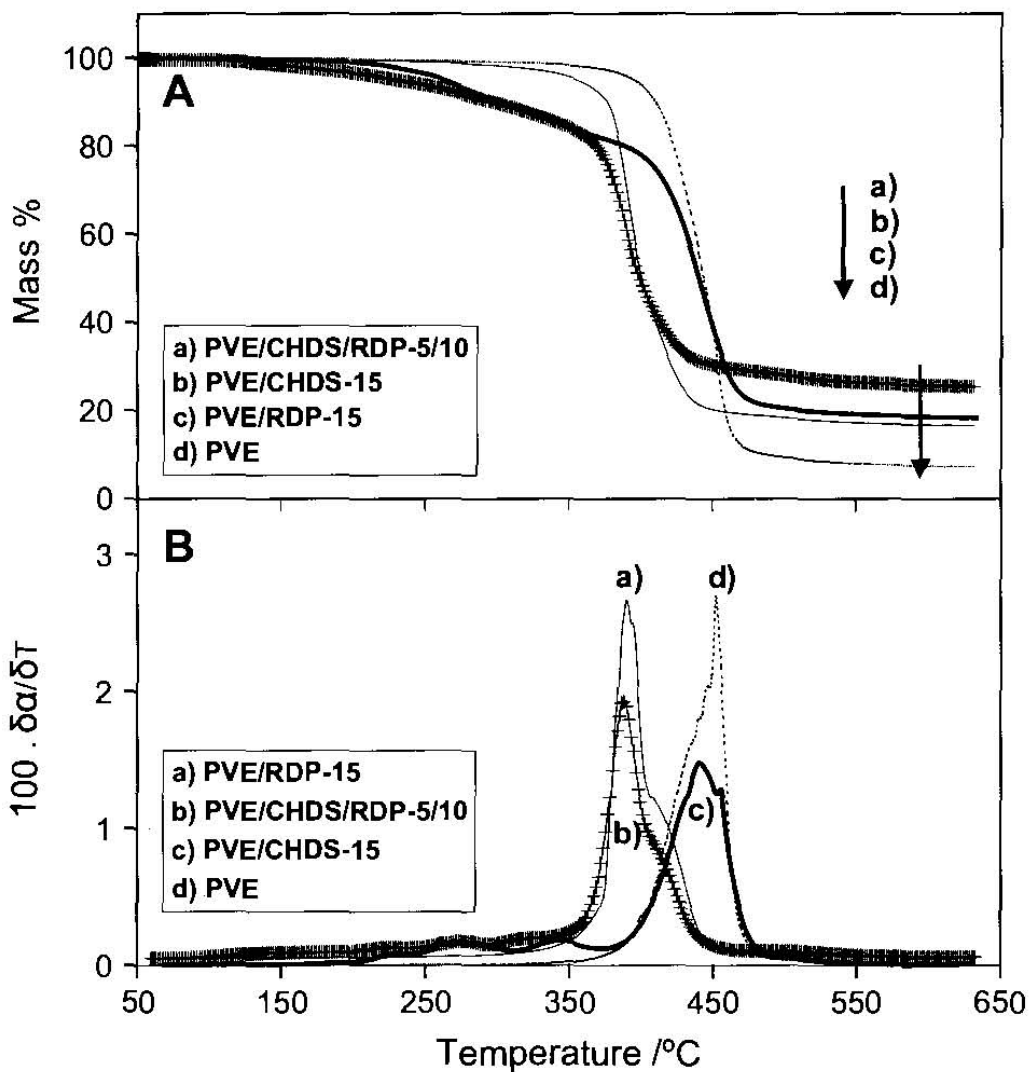 100
80
60
40
20
0
Mass %
A
a)
b)
c)
d)
a) PVE/CHDS/RDP-5/10
b) PVE/CHDS-15
c) PVE/RDP-15
d) PVE
3
2
1
0
100 . δα/δT
B
a)
d)
b)
c)
a) PVE/RDP-15
b) PVE/CHDS/RDP-5/10
c) PVE/CHDS-15
d) PVE
50 150 250 350 450 550 650
Temperature /ºC